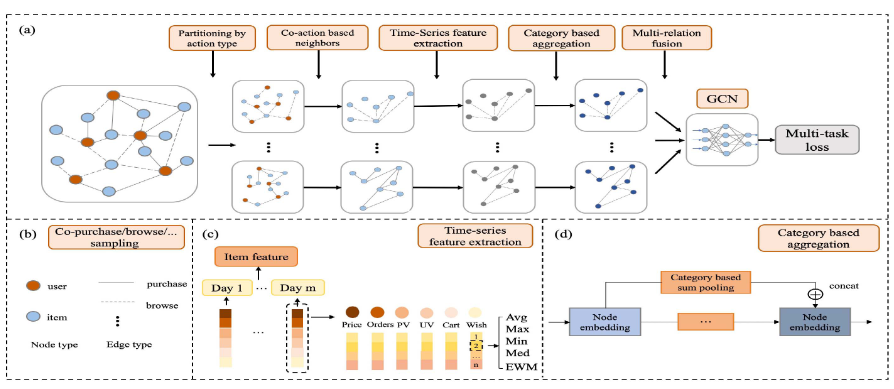 (a)
Partitioning by
action type
Co-action based
neighbors
Time-Series feature
extraction
Category based
aggregation
Multi-relation
fusion
GCN
Multi-task
loss
(b)
Co-purchase/browse/...
sampling
user
purchase
browse
item
Node type
Edge type
(c)
Time-series
feature extraction
Item feature
Day 1
...
Day m
...
Price
Orders
PV
UV
Cart
Wish
1
2
...
n
Avg
Max
Min
Med
EWM
(d)
Category based
aggregation
Category based
sum pooling
concat
Node
embedding
...
Node
embedding